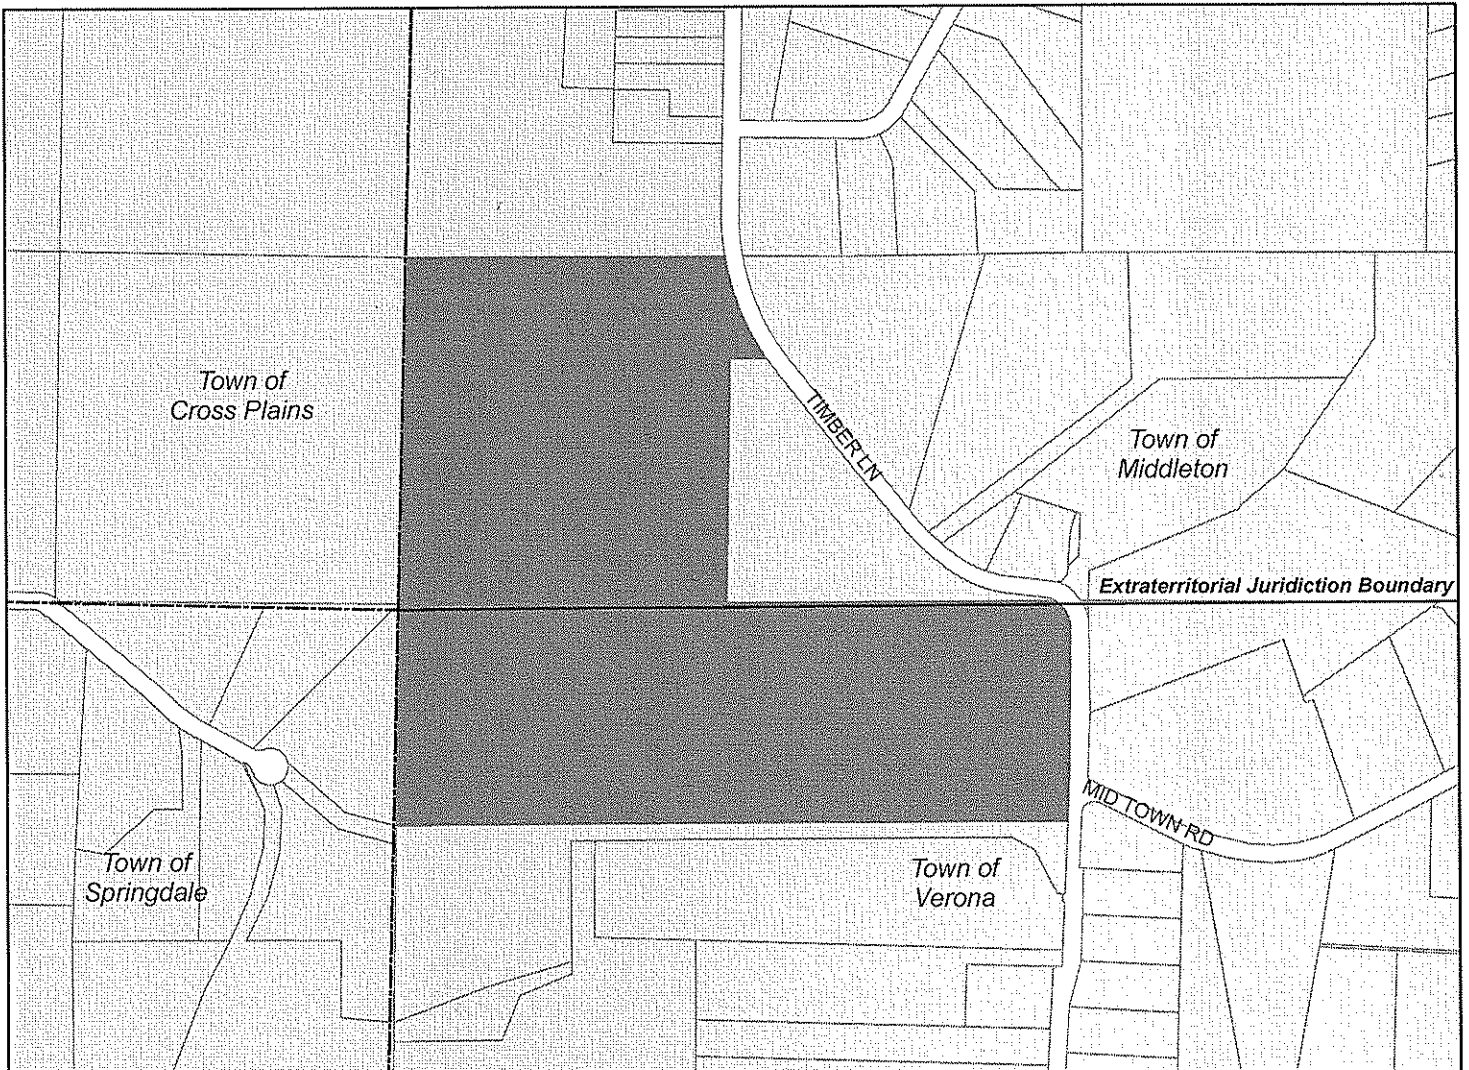 Town of
Cross Plains
TIMBER LN
Town of
Middleton
Extraterritorial Juridiction Boundary
MID TOWN RD
Town of
Springdale
Town of
Verona